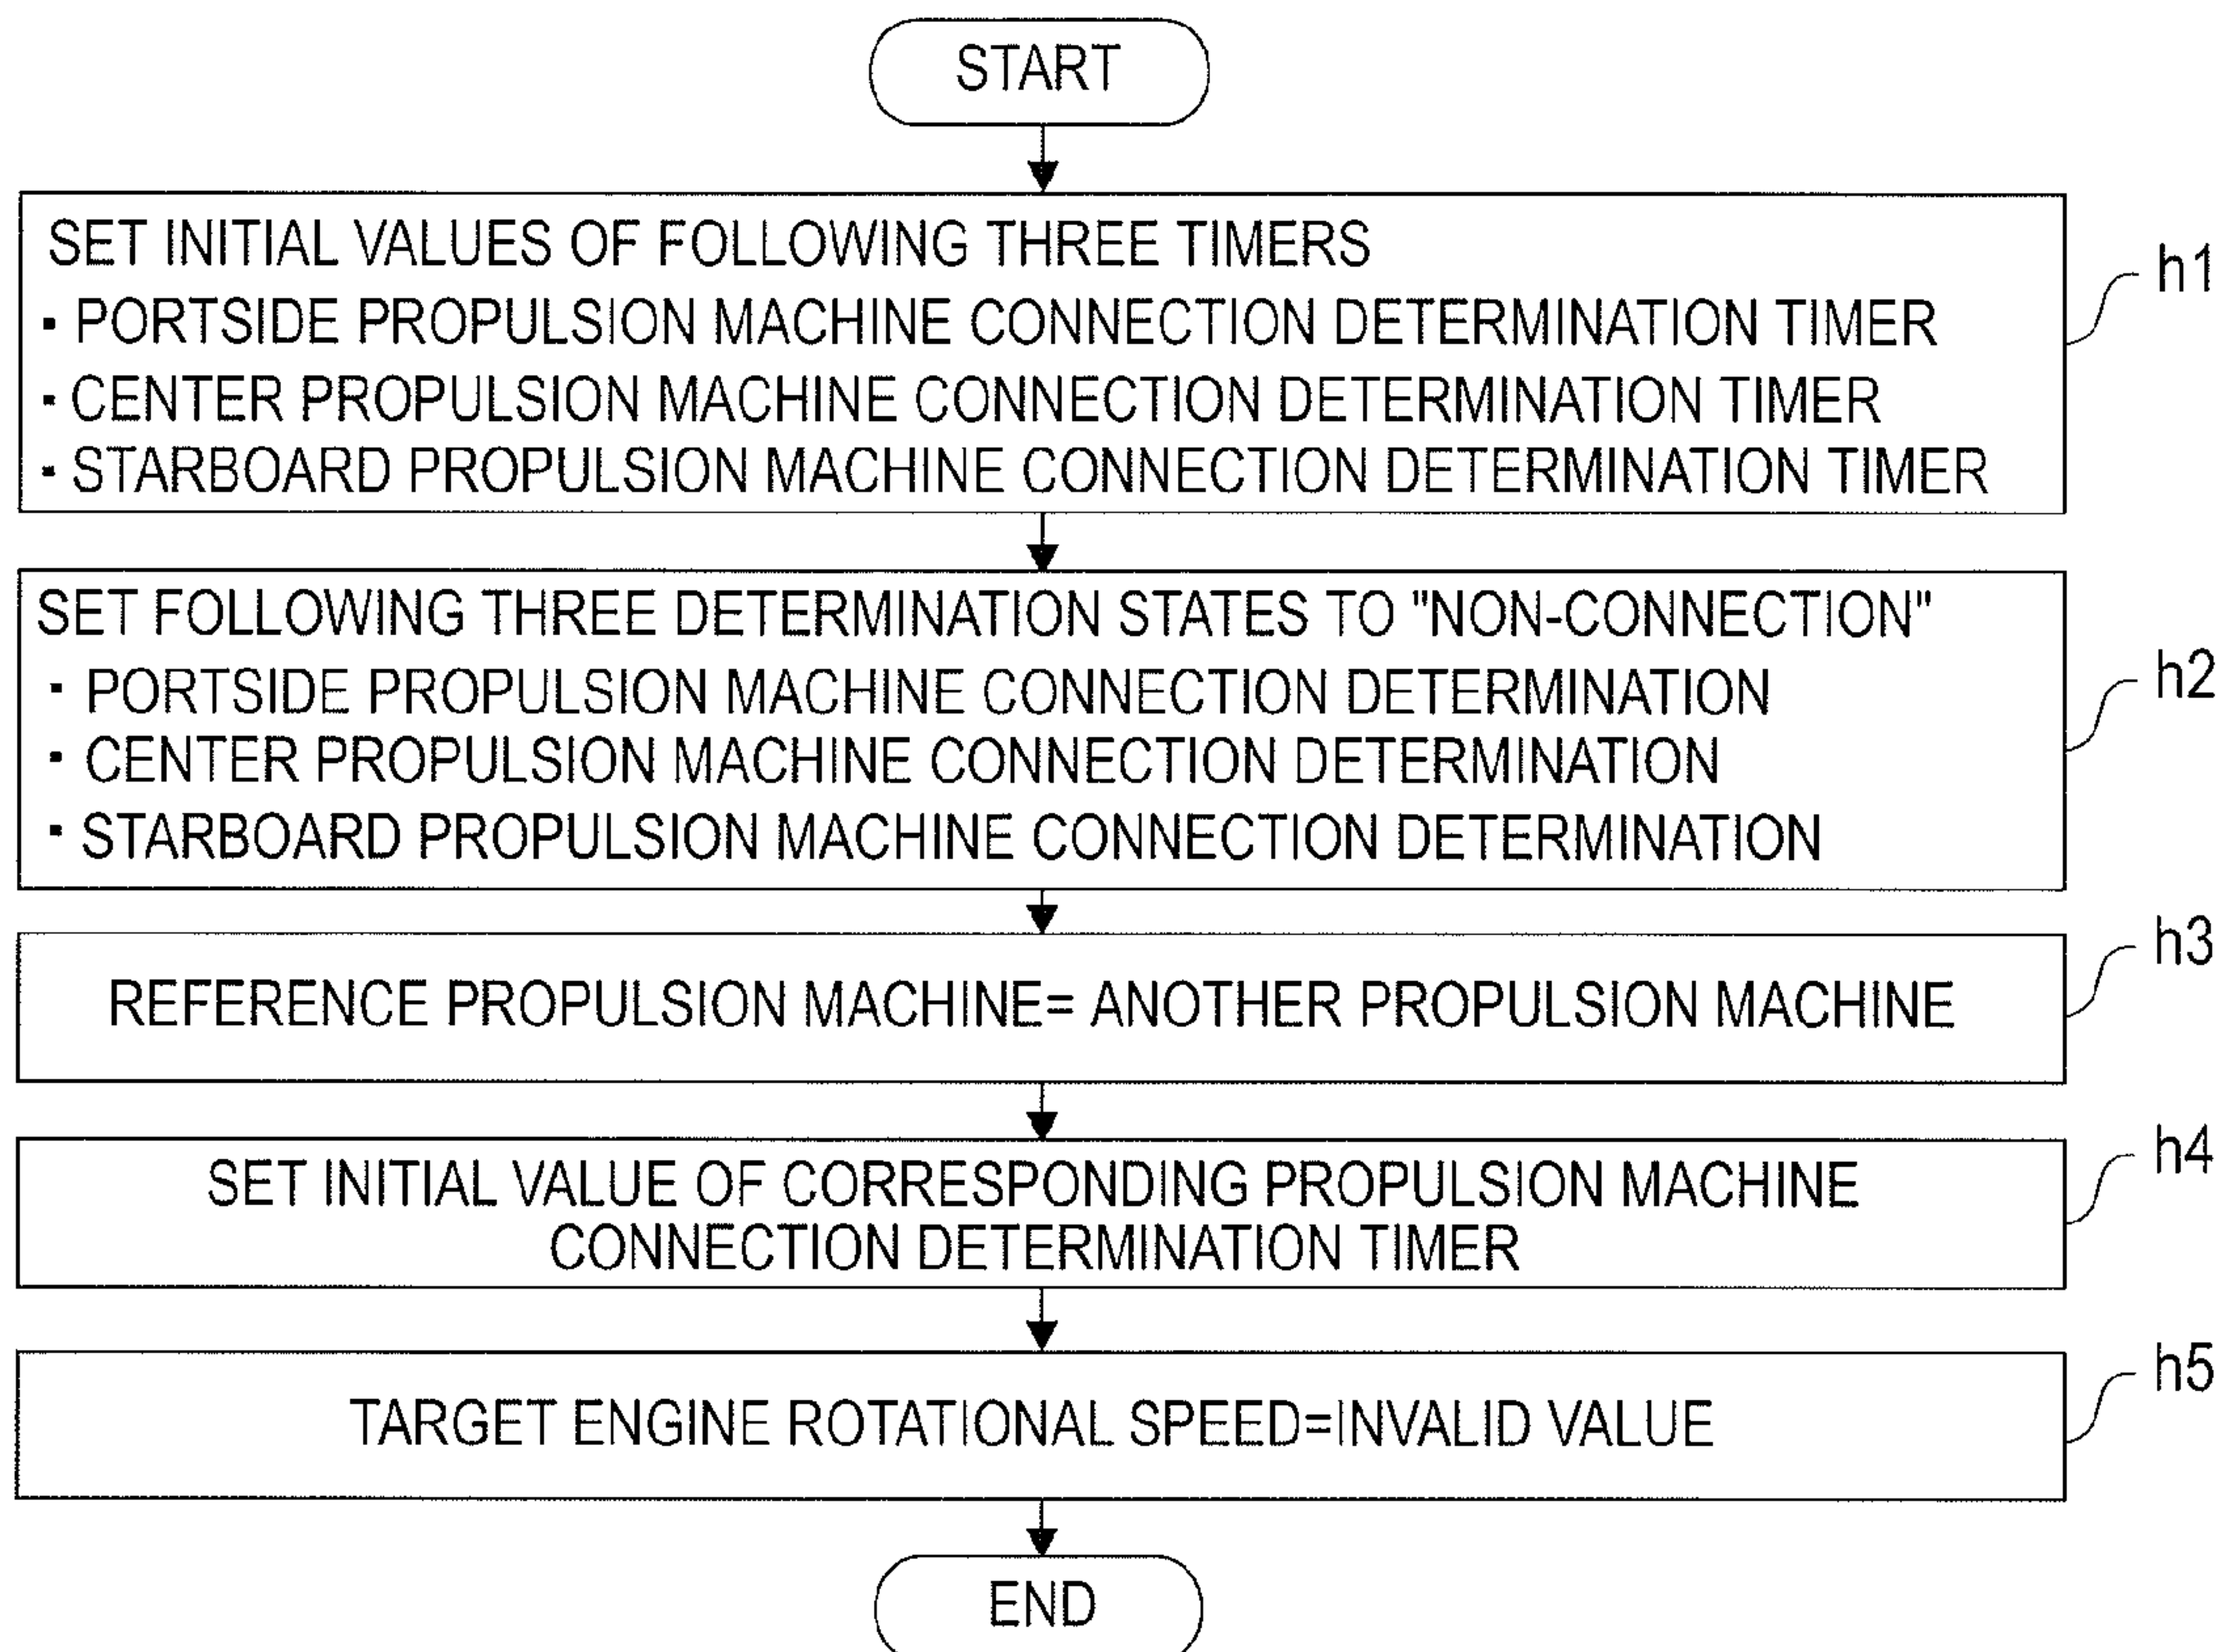 START
SET INITIAL VALUES OF FOLLOWING THREE TIMERS
▪ PORTSIDE PROPULSION MACHINE CONNECTION DETERMINATION TIMER
▪ CENTER PROPULSION MACHINE CONNECTION DETERMINATION TIMER
▪ STARBOARD PROPULSION MACHINE CONNECTION DETERMINATION TIMER
h1
SET FOLLOWING THREE DETERMINATION STATES TO "NON-CONNECTION"
▪ PORTSIDE PROPULSION MACHINE CONNECTION DETERMINATION
▪ CENTER PROPULSION MACHINE CONNECTION DETERMINATION
▪ STARBOARD PROPULSION MACHINE CONNECTION DETERMINATION
h2
REFERENCE PROPULSION MACHINE= ANOTHER PROPULSION MACHINE
h3
SET INITIAL VALUE OF CORRESPONDING PROPULSION MACHINE
CONNECTION DETERMINATION TIMER
h4
TARGET ENGINE ROTATIONAL SPEED=INVALID VALUE
h5
END